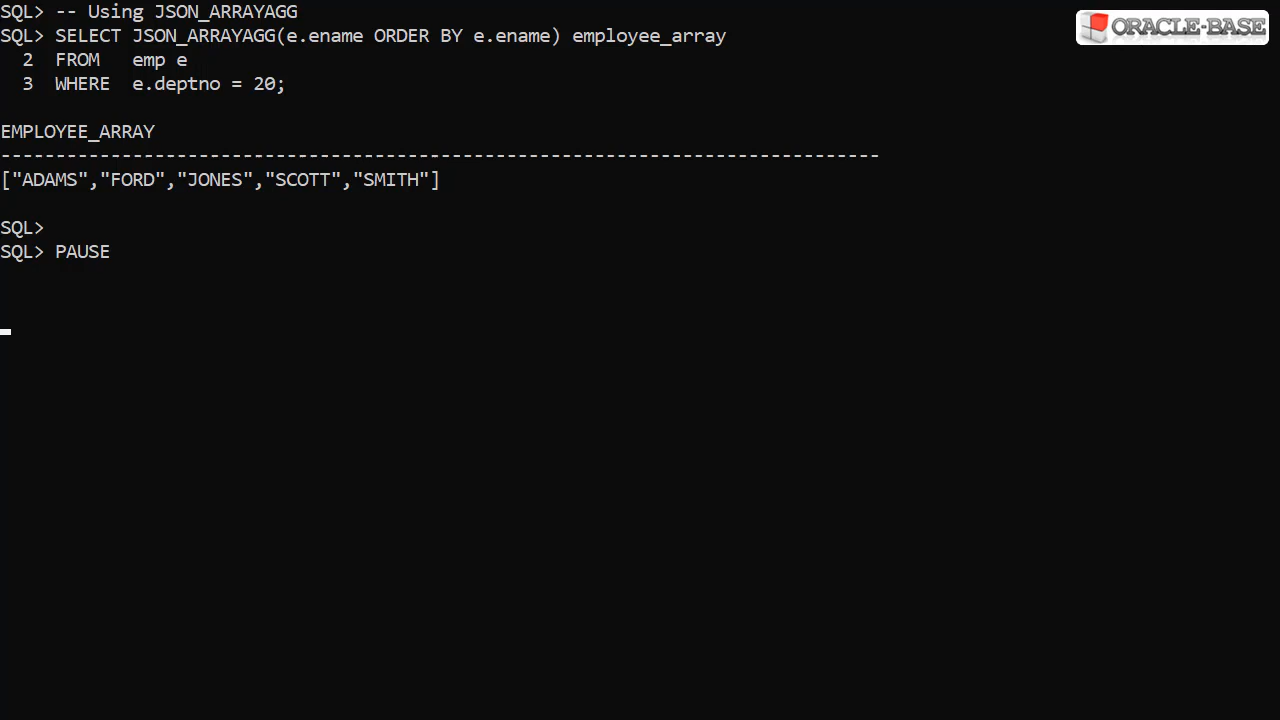 SQL> -- Using JSON_ARRAYAGG
SQL> SELECT JSON_ARRAYAGG(e.ename ORDER BY e.ename) employee_array
  2  FROM   emp e
  3  WHERE  e.deptno = 20;
EMPLOYEE_ARRAY
--------------------------------------------------------------------------------
["ADAMS","FORD","JONES","SCOTT","SMITH"]
SQL>
SQL> PAUSE
ORACLE-BASE